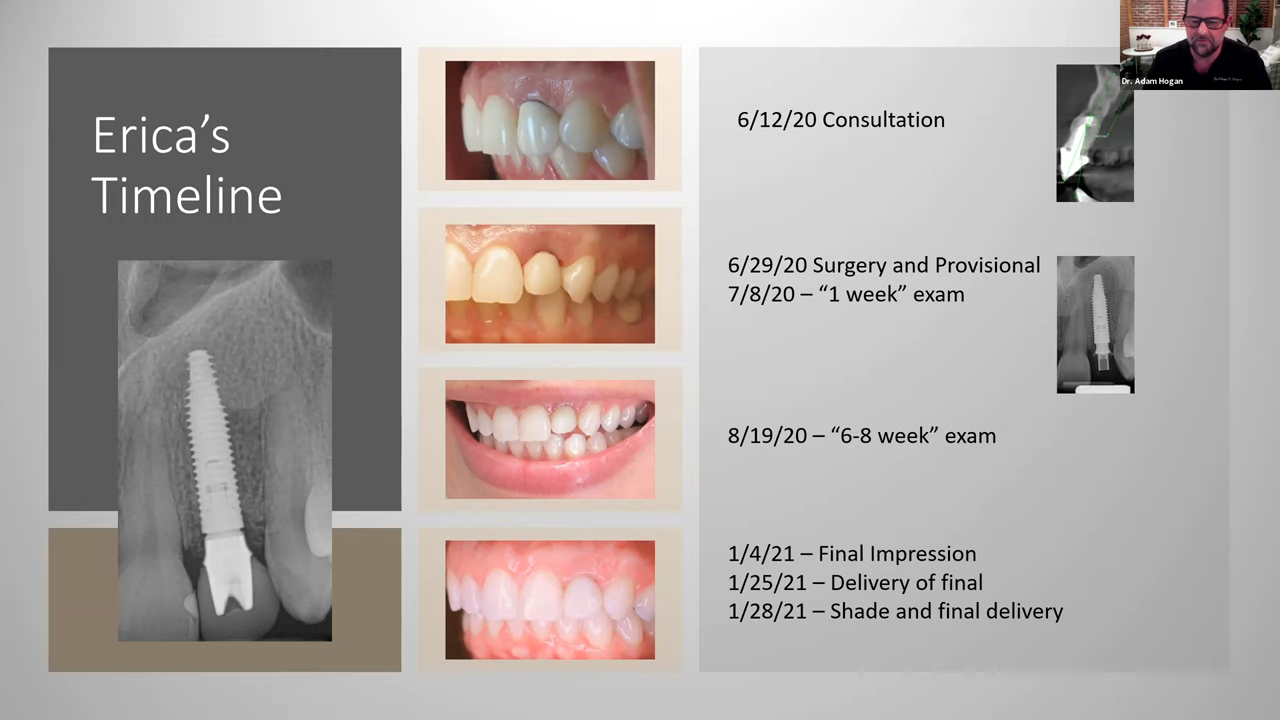 Erica’s
Timeline
6/12/20 Consultation
6/29/20 Surgery and Provisional
7/8/20 – “1 week” exam
8/19/20 – “6-8 week” exam
1/4/21 – Final Impression
1/25/21 – Delivery of final
1/28/21 – Shade and final delivery
Dr. Adam Hogan